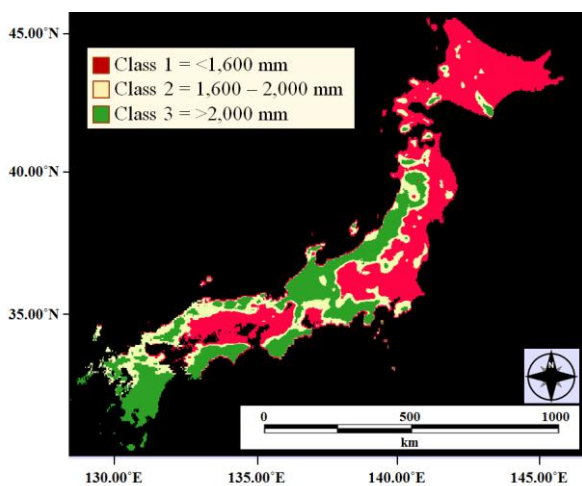 45.00°N
Class 1 = <1,600 mm
Class 2 = 1,600 – 2,000 mm
Class 3 = >2,000 mm
40.00°N
35.00°N
N
0 500 1000
km
130.00°E 135.00°E 140.00°E 145.00°E